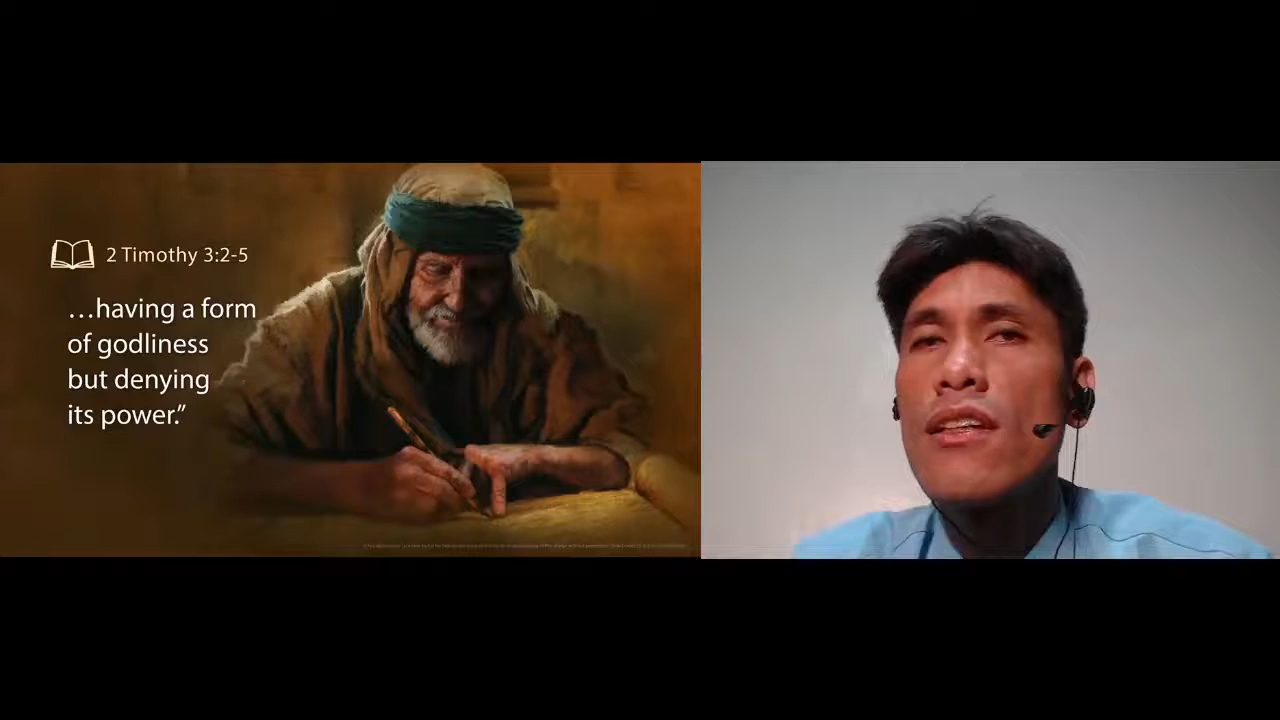 2 Timothy 3:2-5
…having a form
of godliness
but denying
its power.”